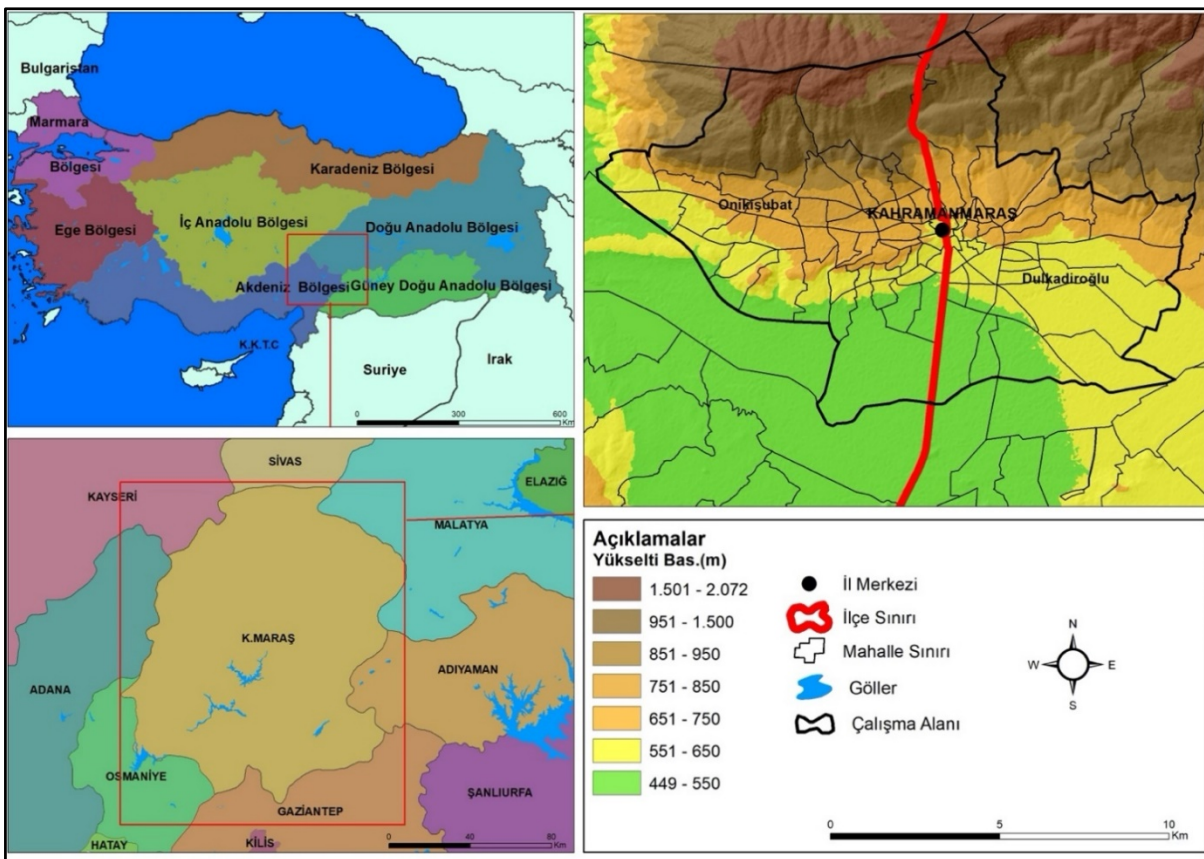 Bulgaristan
Marmara
Bölgesi
Karadeniz Bölgesi
İç Anadolu Bölgesi
Ege Bölgesi
Doğu Anadolu Bölgesi
Akdeniz Bölgesi
Güney Doğu Anadolu Bölgesi
K.K.T.C
Suriye
Irak
0 300 600
Km
Onikişubat
KAHRAMANMARAŞ
Dulkadiroğlu
SİVAS
KAYSERİ
ELAZIĞ
MALATYA
K.MARAŞ
ADIYAMAN
ADANA
OSMANİYE
ŞANLIURFA
GAZİANTEP
HATAY
KİLİS
0 40 80
Km
Açıklamalar
Yükselti Bas.(m)
1.501 - 2.072
951 - 1.500
851 - 950
751 - 850
651 - 750
551 - 650
449 - 550
İl Merkezi
İlçe Sınırı
Mahalle Sınırı
Göller
Çalışma Alanı
N
W E
S
0 5 10
Km